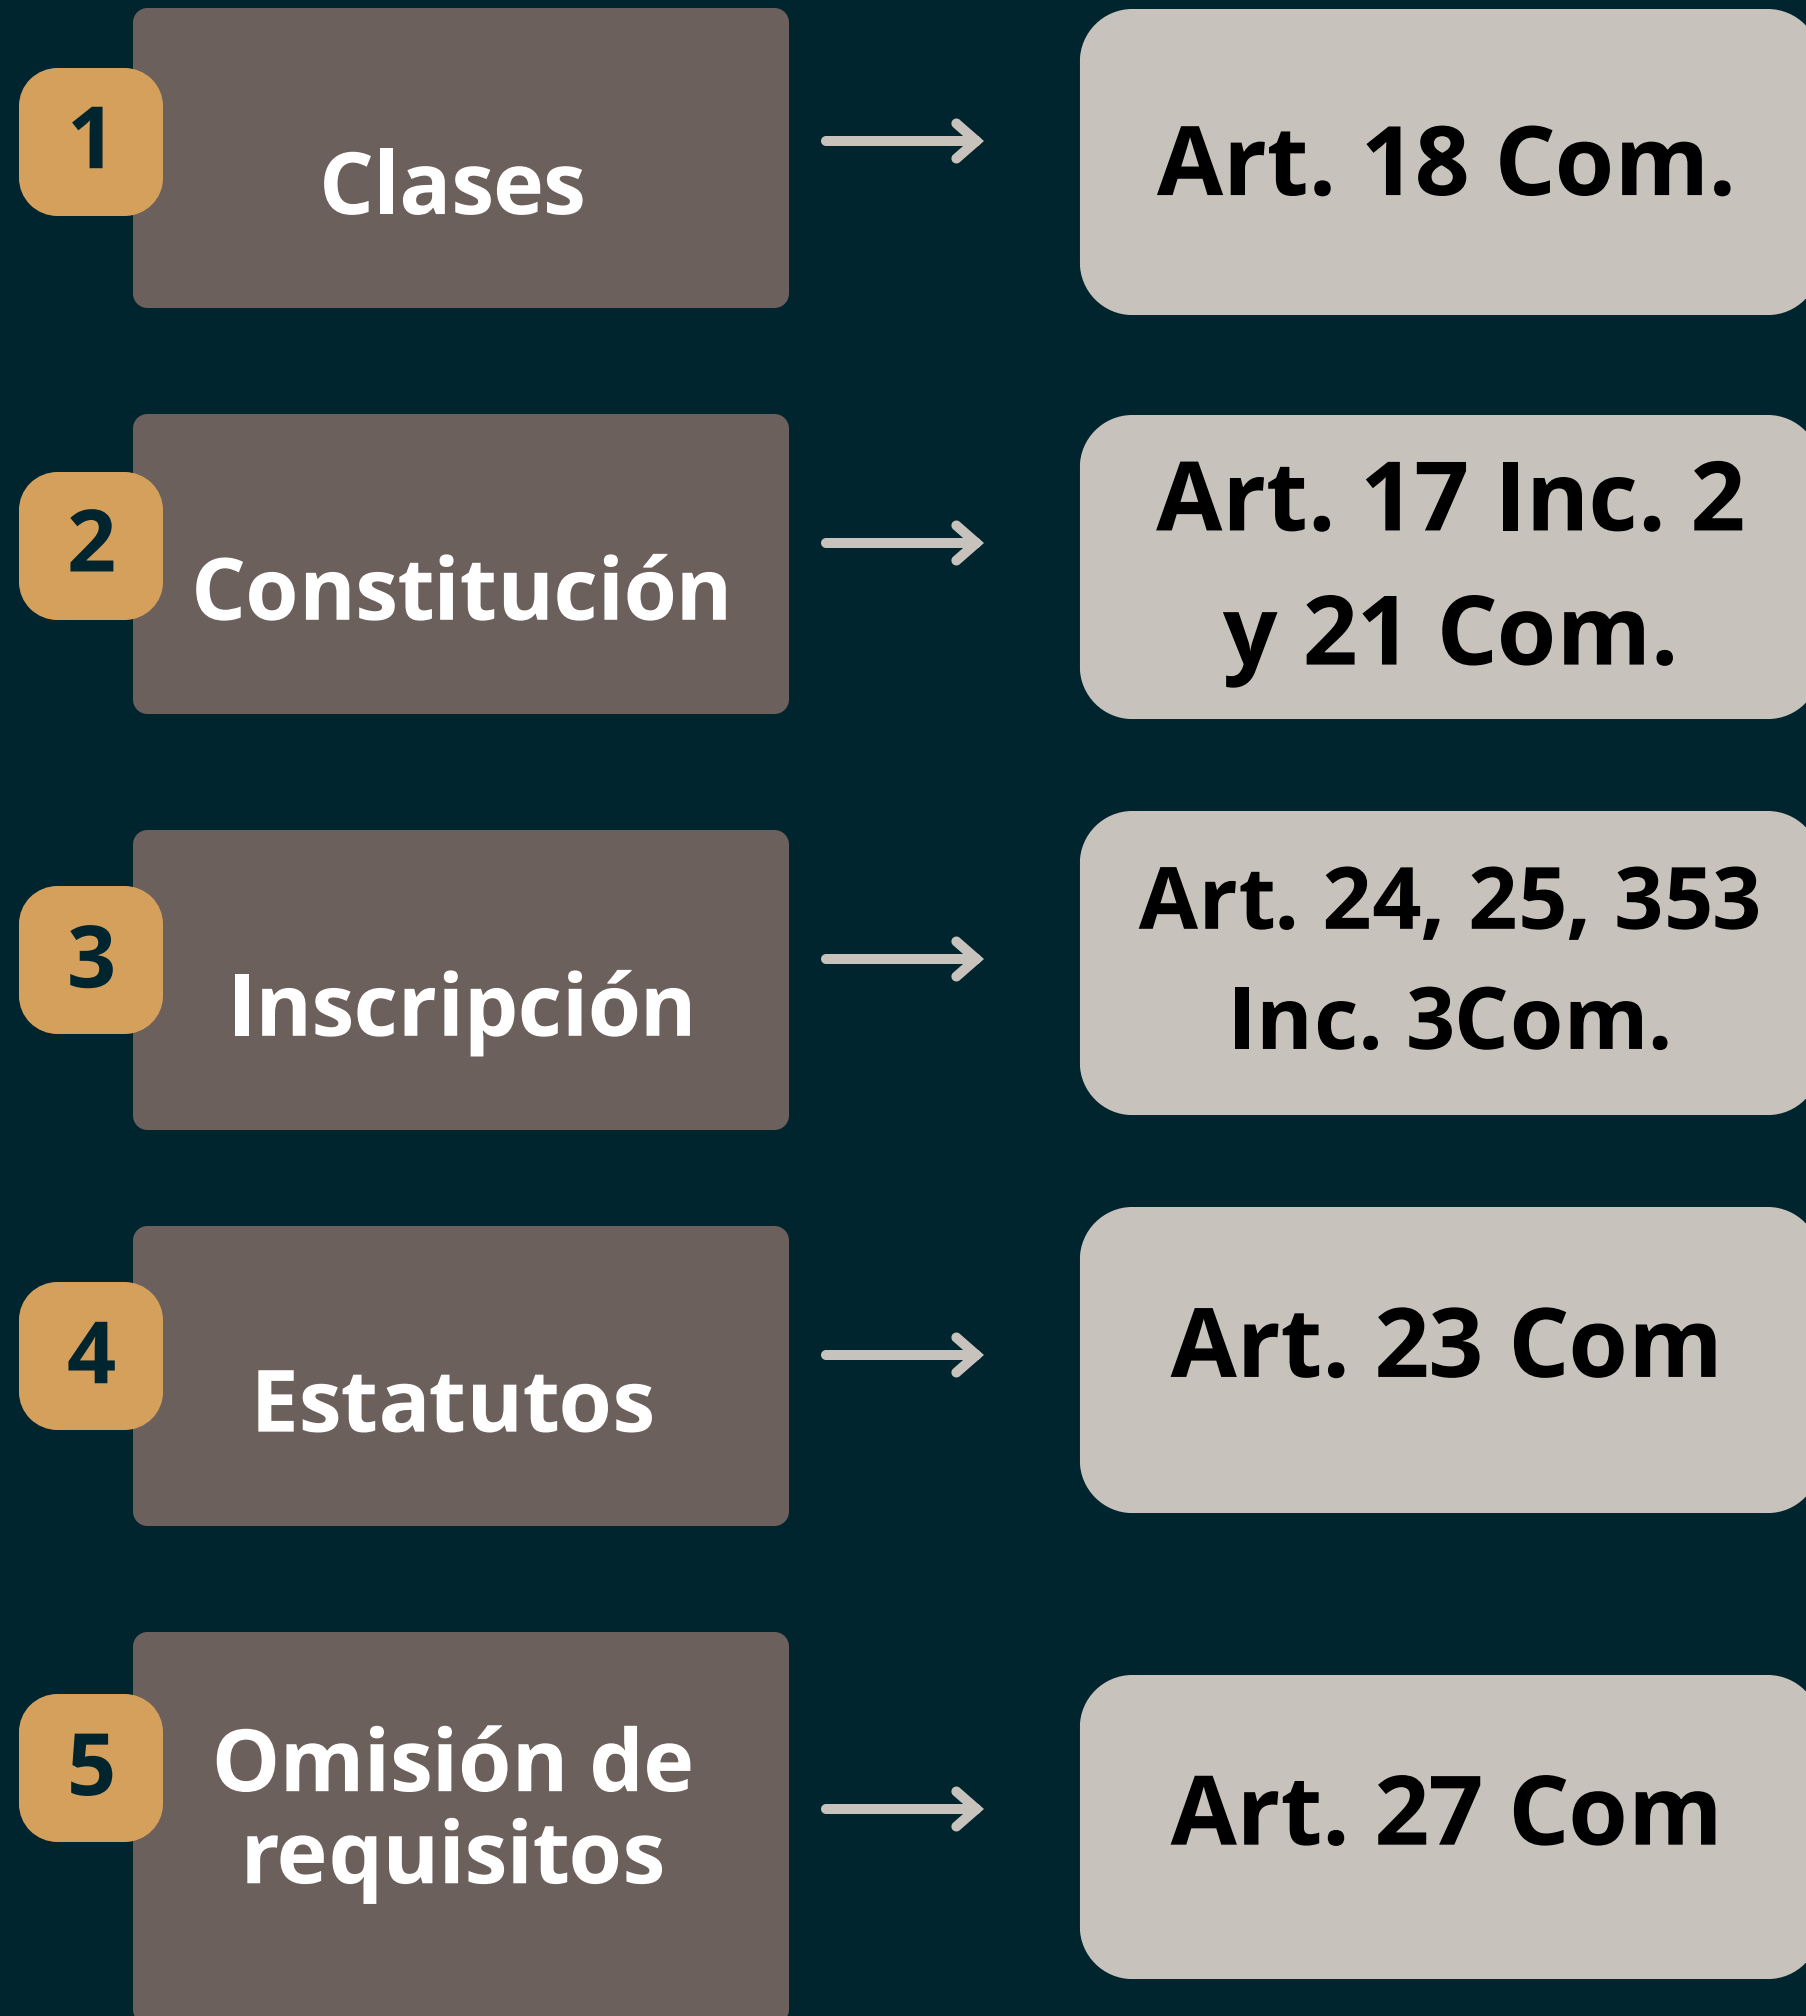 1
Clases
Art. 18 Com.
2
Constitución
Art. 17 Inc. 2
y 21 Com.
3
Inscripción
Art. 24, 25, 353
Inc. 3Com.
4
Estatutos
Art. 23 Com
5
Omisión de
requisitos
Art. 27 Com